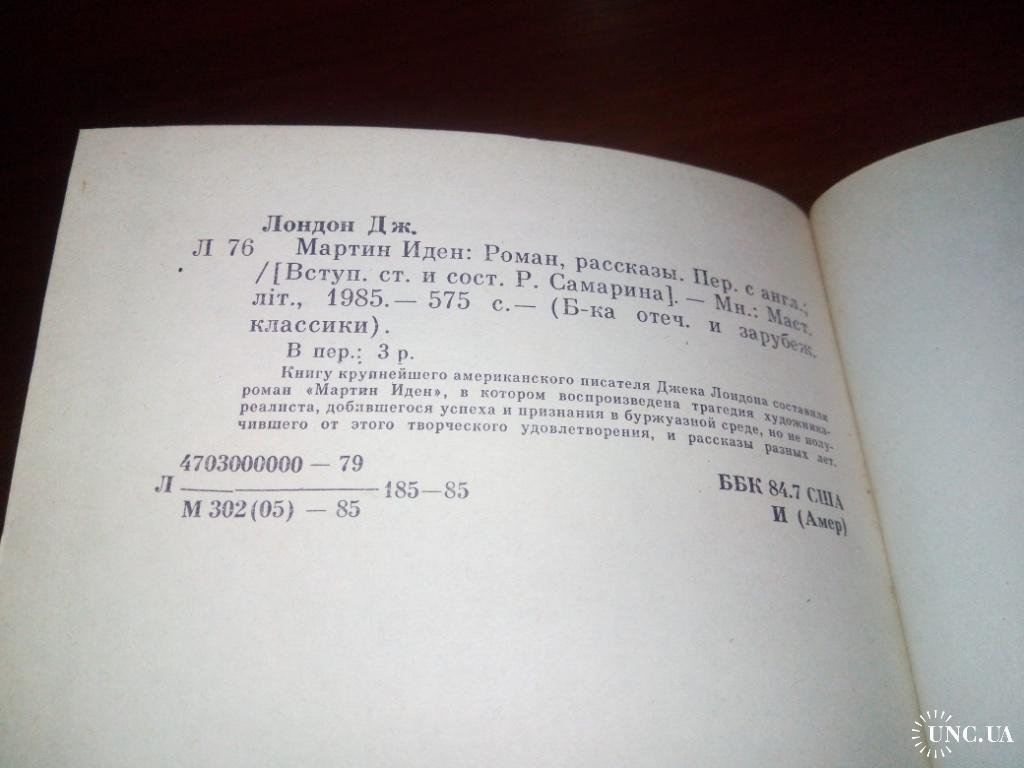 Лондон Дж.
Л 76 Мартин Иден: Роман, рассказы. Пер. с англ.;
/[Вступ. ст. и сост. Р. Самарина]. — Мн.: Маст.
літ., 1985.— 575 с.— (Б-ка отеч. и зарубеж.
классики).
В пер.: 3 р.
Книгу крупнейшего американского писателя Джека Лондона составили
роман «Мартин Иден», в котором воспроизведена трагедия художника-
реалиста, добившегося успеха и признания в буржуазной среде, но не полу-
чившего от этого творческого удовлетворения, и рассказы разных лет.
4703000000 — 79
Л 185—85
М 302(05) — 85
ББК 84.7 США
И (Амер)
UNC.UA